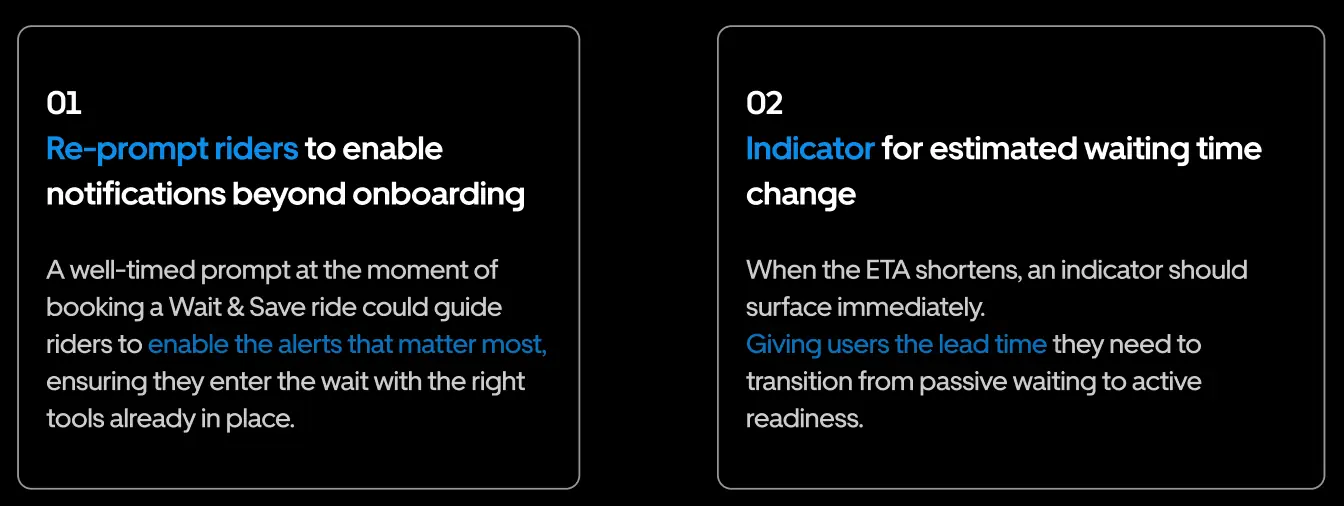 01
Re-prompt riders to enable
notifications beyond onboarding
A well-timed prompt at the moment of
booking a Wait & Save ride could guide
riders to enable the alerts that matter most,
ensuring they enter the wait with the right
tools already in place.
02
Indicator for estimated waiting time
change
When the ETA shortens, an indicator should
surface immediately.
Giving users the lead time they need to
transition from passive waiting to active
readiness.